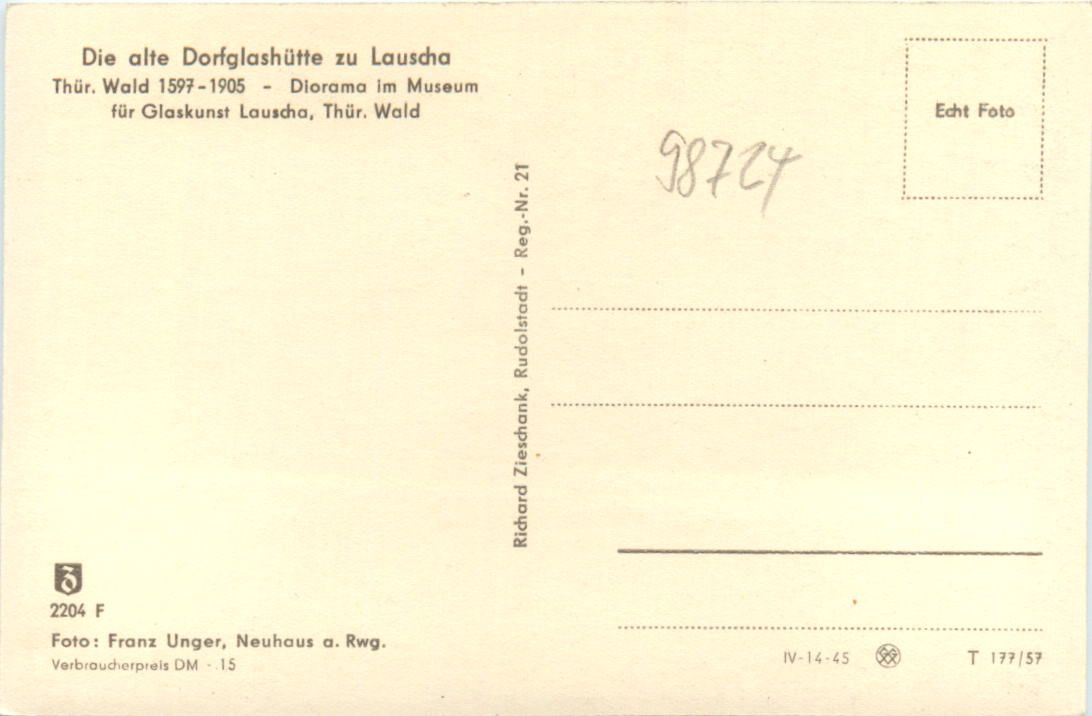 Die alte Dorfglashütte zu Lauscha
Thür. Wald 1597-1905 - Diorama im Museum
für Glaskunst Lauscha, Thür. Wald
Echt Foto
98724
Richard Zieschank, Rudolstadt - Reg.-Nr. 21
2204 F
Foto: Franz Unger, Neuhaus a. Rwg.
Verbraucherpreis DM -.15
IV-14-45
T 177/57